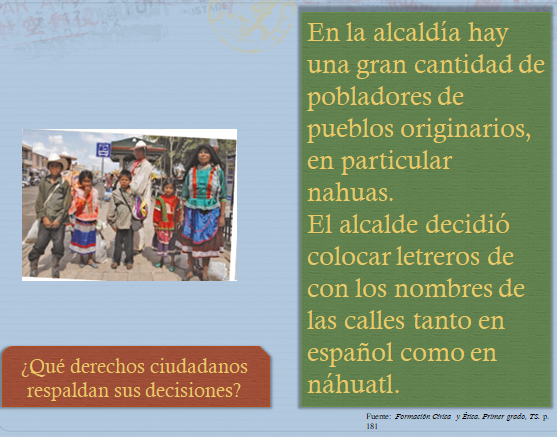 En la alcaldía hay
una gran cantidad de
pobladores de
pueblos originarios,
en particular
nahuas.
El alcalde decidió
colocar letreros de
con los nombres de
las calles tanto en
español como en
náhuatl.
¿Qué derechos ciudadanos
respaldan sus decisiones?
Fuente: Formación Cívica y Ética. Primer grado, TS. p.
181